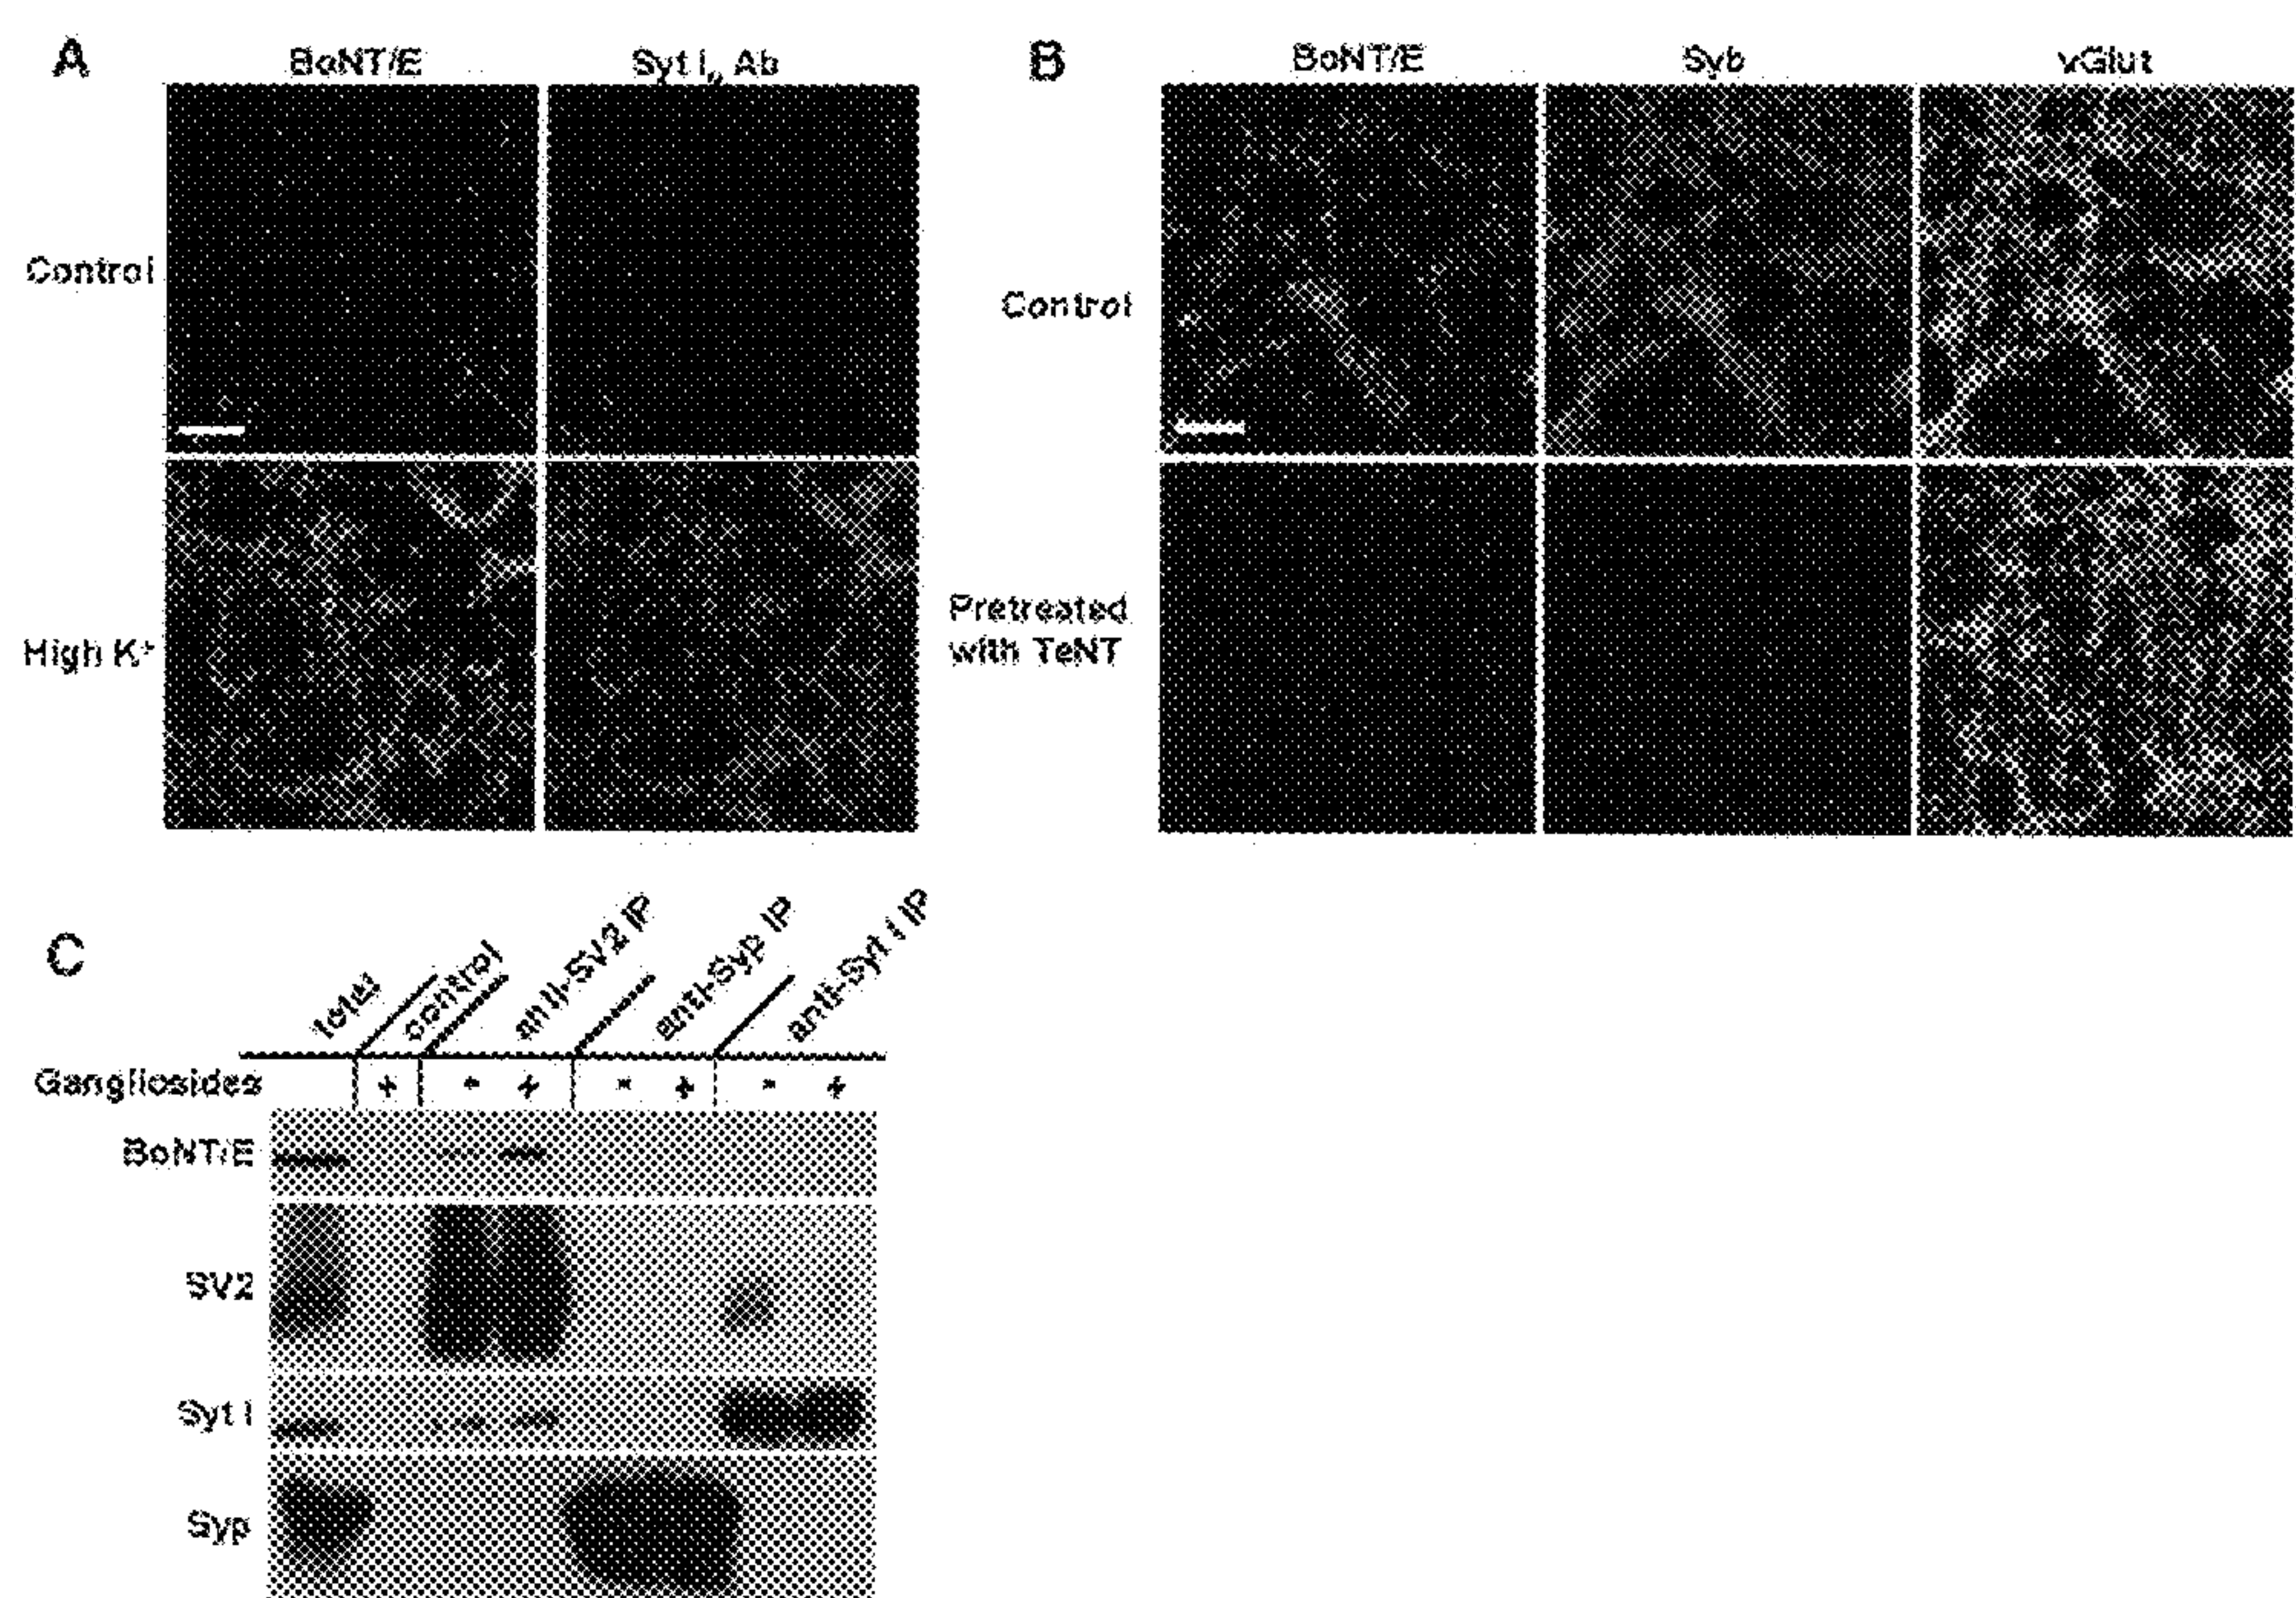 A
BoNT/E
Syt I_N Ab
Control
High K+
B
BoNT/E
Syb
vGlut
Control
Pretreated
with TeNT
C
total
control
anti-SV2 IP
anti-Syp IP
anti-Syt I IP
Gangliosides + - + - + - +
BoNT/E
SV2
Syt I
Syp